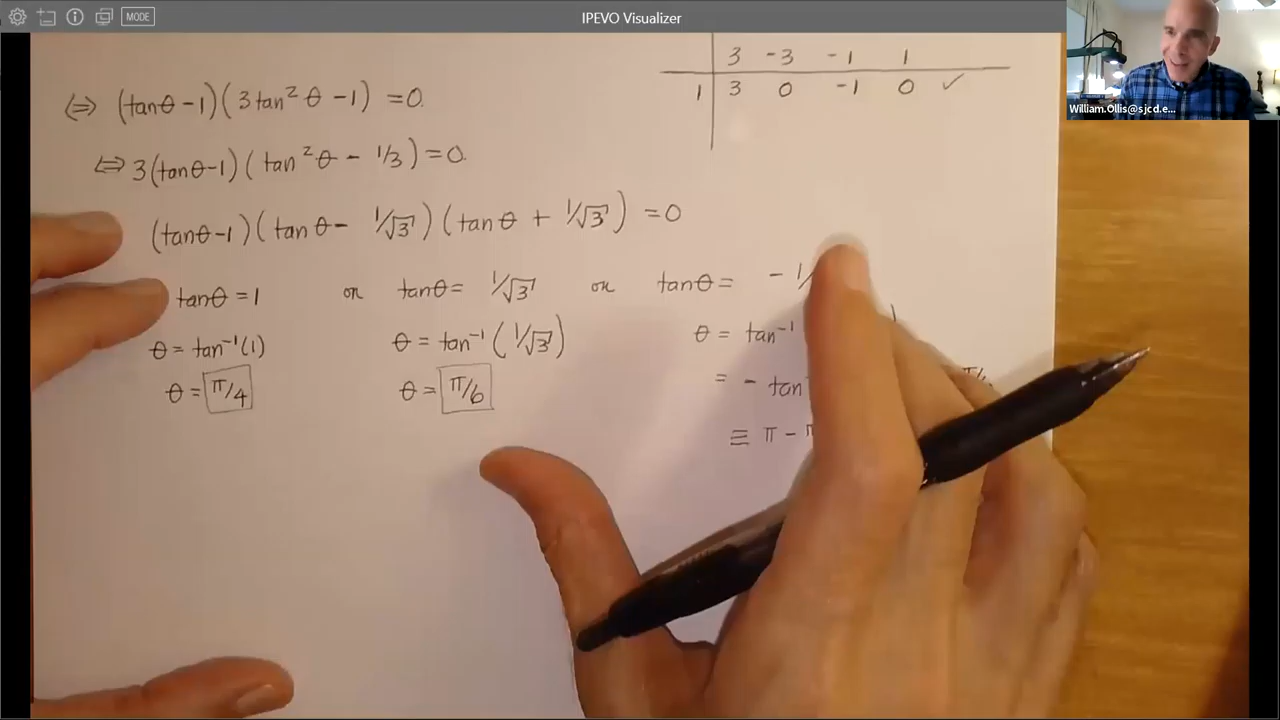 MODE
IPEVO Visualizer
William.Ollis@sjcd.e...
3 -3 -1 1
1 3 0 -1 0 ✓
⇔ (tanθ -1)(3 tan² θ -1) = 0.
⇔ 3(tanθ-1)(tan²θ - 1/3) = 0.
(tanθ-1)(tanθ - 1/√3)(tanθ + 1/√3) = 0
tanθ = 1 or tanθ = 1/√3 or tanθ = - 1/
θ = tan⁻¹(1) θ = tan⁻¹(1/√3) θ = tan⁻¹ )
θ = π/4 θ = π/6 = - tan
≡ π - π